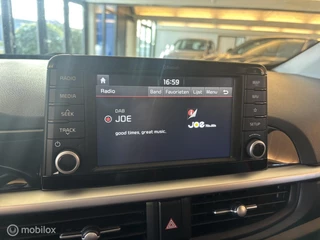 16:59
RADIO
Radio
Band
Favorieten
Lijst
Menu
MEDIA
DAB
JOE
JOE
SEEK
good times, great music.
TRACK
SETUP
mobilox